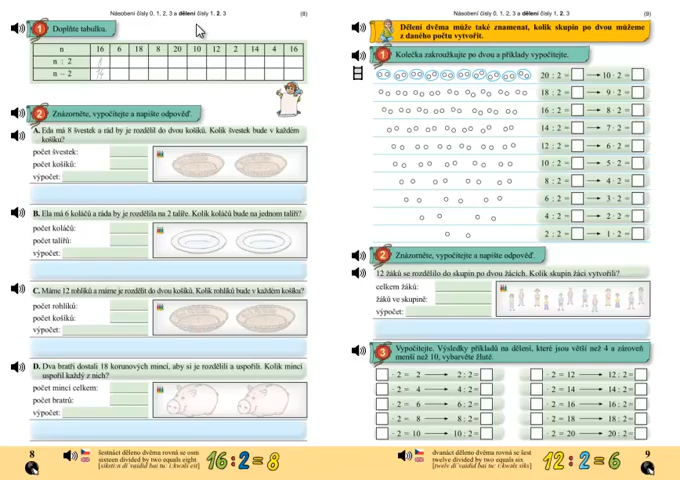 Násobení čísly 0, 1, 2, 3 a dělení čísly 1, 2, 3
(8)
1 Doplňte tabulku.
n 16 6 18 8 20 10 12 2 14 4 16
n : 2 8
n – 2 14
2 Znázorněte, vypočítejte a napište odpověď.
A. Eda má 8 švestek a rád by je rozdělil do dvou košíků. Kolik švestek bude v každém
košíku?
počet švestek:
počet košíků:
výpočet:
B. Ela má 6 koláčů a ráda by je rozdělila na 2 talíře. Kolik koláčů bude na jednom talíři?
počet koláčů:
počet talířů:
výpočet:
C. Máme 12 rohlíků a máme je rozdělit do dvou košíků. Kolik rohlíků bude v každém košíku?
počet rohlíků:
počet košíků:
výpočet:
D. Dva bratři dostali 18 korunových mincí, aby si je rozdělili a uspořili. Kolik mincí
uspořil každý z nich?
počet mincí celkem:
počet bratrů:
výpočet:
8
šestnáct děleno dvěma rovná se osm
sixteen divided by two equals eight
16 : 2 = 8
Násobení čísly 0, 1, 2, 3 a dělení čísly 1, 2, 3
(9)
Dělení dvěma může také znamenat, kolik skupin po dvou můžeme
z daného počtu vytvořit.
1 Kolečka zakroužkujte po dvou a příklady vypočítejte.
20 : 2 = 10 · 2 =
18 : 2 = 9 · 2 =
16 : 2 = 8 · 2 =
14 : 2 = 7 · 2 =
12 : 2 = 6 · 2 =
10 : 2 = 5 · 2 =
8 : 2 = 4 · 2 =
6 : 2 = 3 · 2 =
4 : 2 = 2 · 2 =
2 : 2 = 1 · 2 =
2 Znázorněte, vypočítejte a napište odpověď.
12 žáků se rozdělilo do skupin po dvou žácích. Kolik skupin žáci vytvořili?
celkem žáků:
žáků ve skupině:
výpočet:
3 Vypočítejte. Výsledky příkladů na dělení, které jsou větší než 4 a zároveň
menší než 10, vybarvěte žlutě.
· 2 = 2 2 : 2 = · 2 = 12 12 : 2 =
· 2 = 4 4 : 2 = · 2 = 14 14 : 2 =
· 2 = 6 6 : 2 = · 2 = 16 16 : 2 =
· 2 = 8 8 : 2 = · 2 = 18 18 : 2 =
· 2 = 10 10 : 2 = · 2 = 20 20 : 2 =
dvanáct děleno dvěma rovná se šest
twelve divided by two equals six
12 : 2 = 6
9